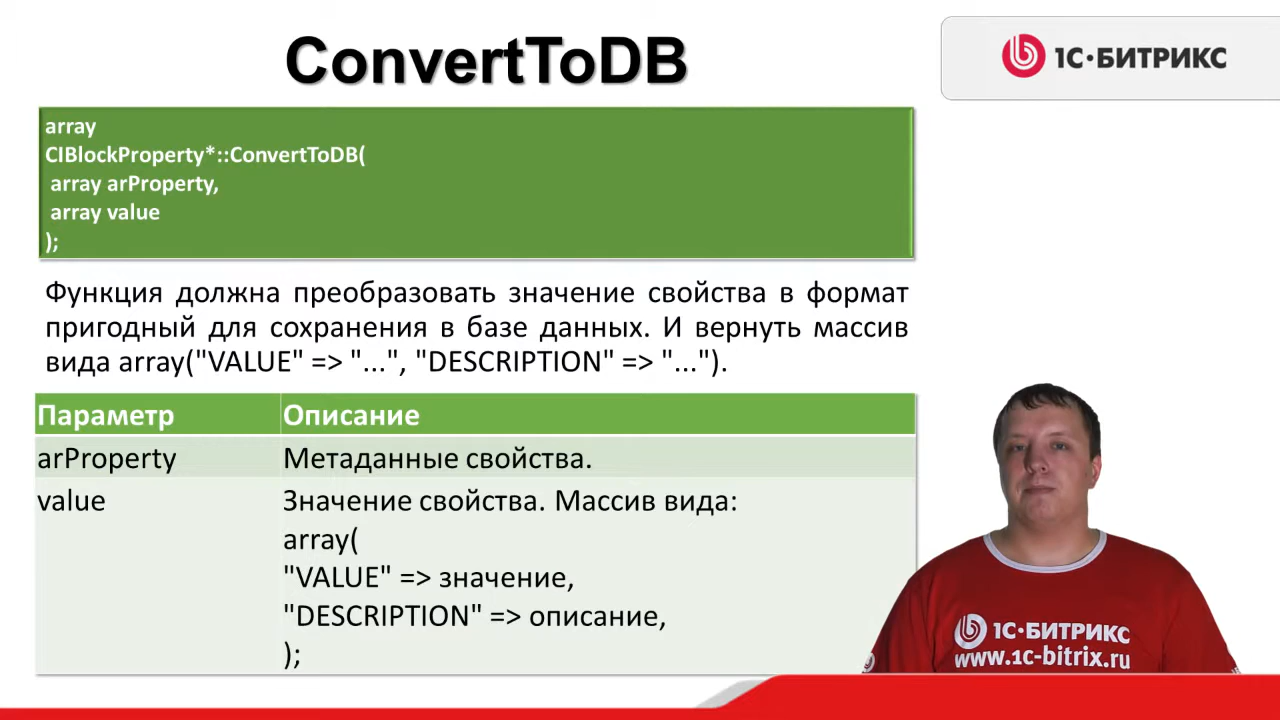 ConvertToDB
1С·БИТРИКС
array
CIBlockProperty*::ConvertToDB(
array arProperty,
array value
);
Функция должна преобразовать значение свойства в формат
пригодный для сохранения в базе данных. И вернуть массив
вида array("VALUE" => "...", "DESCRIPTION" => "...").
Параметр Описание
arProperty Метаданные свойства.
value Значение свойства. Массив вида:
array(
"VALUE" => значение,
"DESCRIPTION" => описание,
);
1С·БИТРИКС
www.1c-bitrix.ru